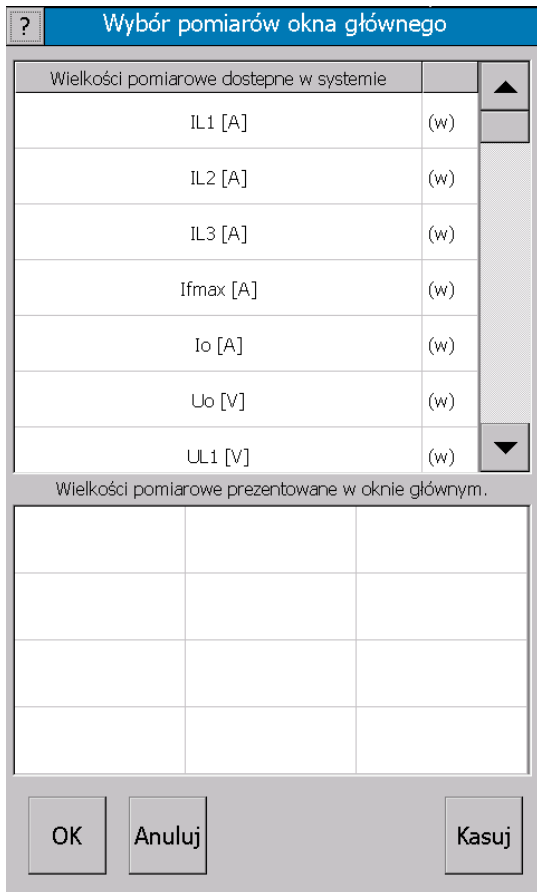 ? Wybór pomiarów okna głównego
Wielkości pomiarowe dostepne w systemie
IL1 [A] (w)
IL2 [A] (w)
IL3 [A] (w)
Ifmax [A] (w)
Io [A] (w)
Uo [V] (w)
UL1 [V] (w)
Wielkości pomiarowe prezentowane w oknie głównym.
OK Anuluj Kasuj